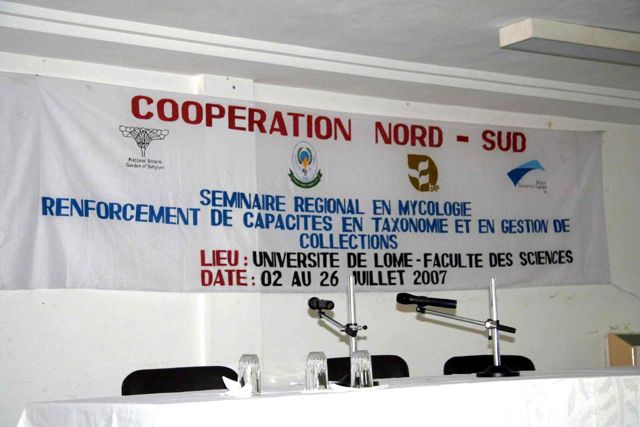 COOPERATION NORD - SUD
National Botanic
Garden of Belgium
be
SEMINAIRE REGIONAL EN MYCOLOGIE
RENFORCEMENT DE CAPACITES EN TAXONOMIE ET EN GESTION DE
COLLECTIONS
LIEU : UNIVERSITE DE LOME - FACULTE DES SCIENCES
DATE : 02 AU 26 JUILLET 2007